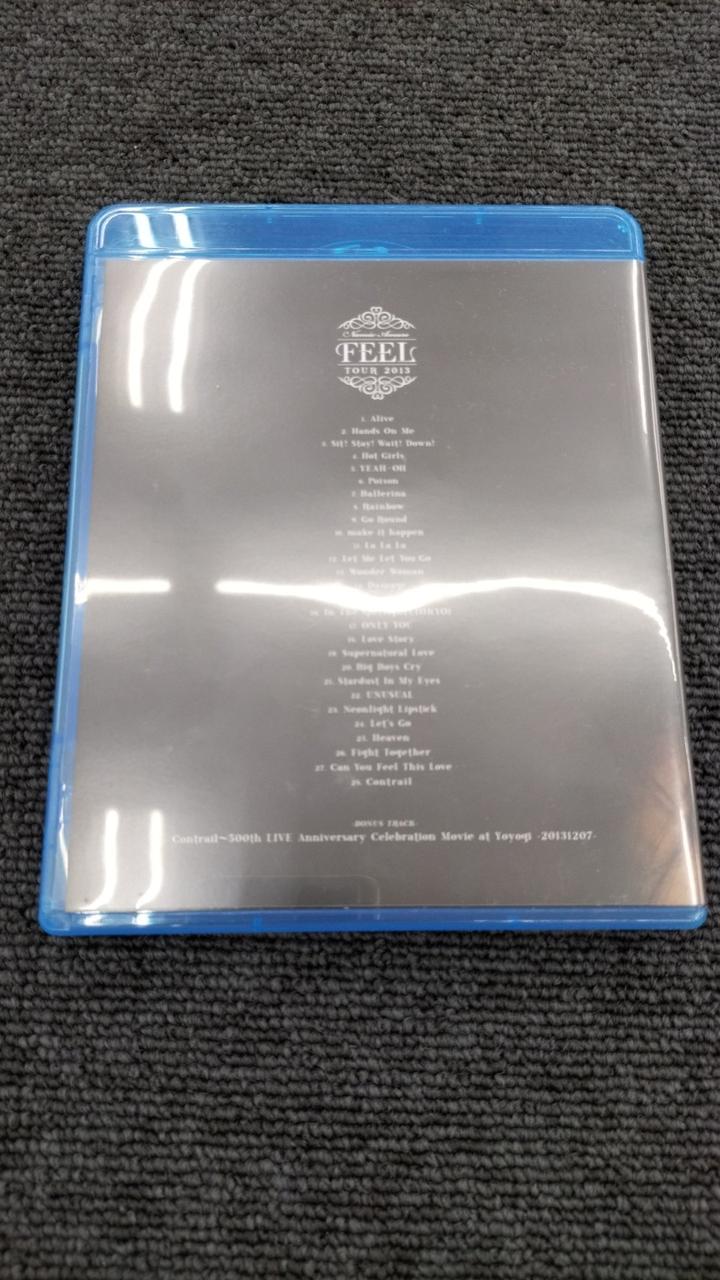 Namie Amuro
FEEL
TOUR 2013
1. Alive
2. Hands On Me
3. Sit! Stay! Wait! Down!
4. Hot Girls
5. YEAH-OH
6. Poison
7. Ballerina
8. Rainbow
9. Go Round
10. make it happen
11. La La La
12. Let Me Let You Go
13. Wonder Woman
16. In The
17. ONLY YOU
18. Love Story
19. Supernatural Love
20. Big Boys Cry
21. Stardust In My Eyes
22. UNUSUAL
23. Neonlight Lipstick
24. Let's Go
25. Heaven
26. Fight Together
27. Can You Feel This Love
28. Contrail
-BONUS TRACK-
Contrail~500th LIVE Anniversary Celebration Movie at Yoyogi -20131207-